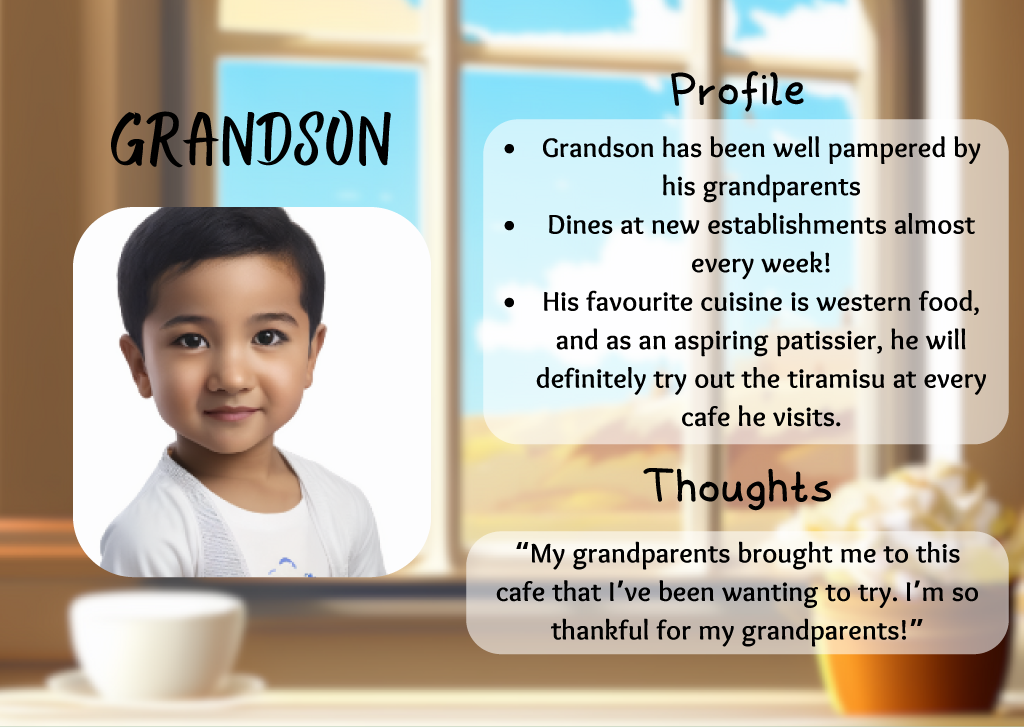 GRANDSON
Profile
• Grandson has been well pampered by
his grandparents
• Dines at new establishments almost
every week!
• His favourite cuisine is western food,
and as an aspiring patissier, he will
definitely try out the tiramisu at every
cafe he visits.
Thoughts
“My grandparents brought me to this
cafe that I’ve been wanting to try. I’m so
thankful for my grandparents!”